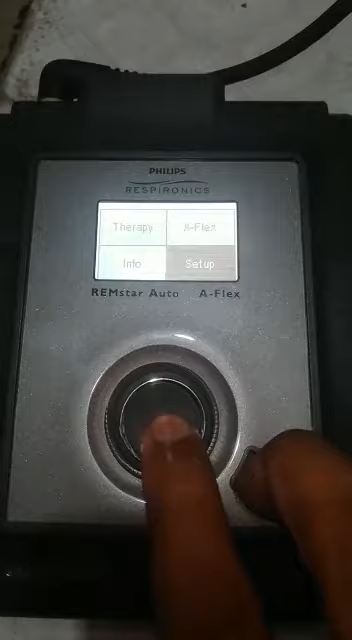 PHILIPS
RESPIRONICS
Therapy A-Flex
Info Setup
REMstar Auto A-Flex